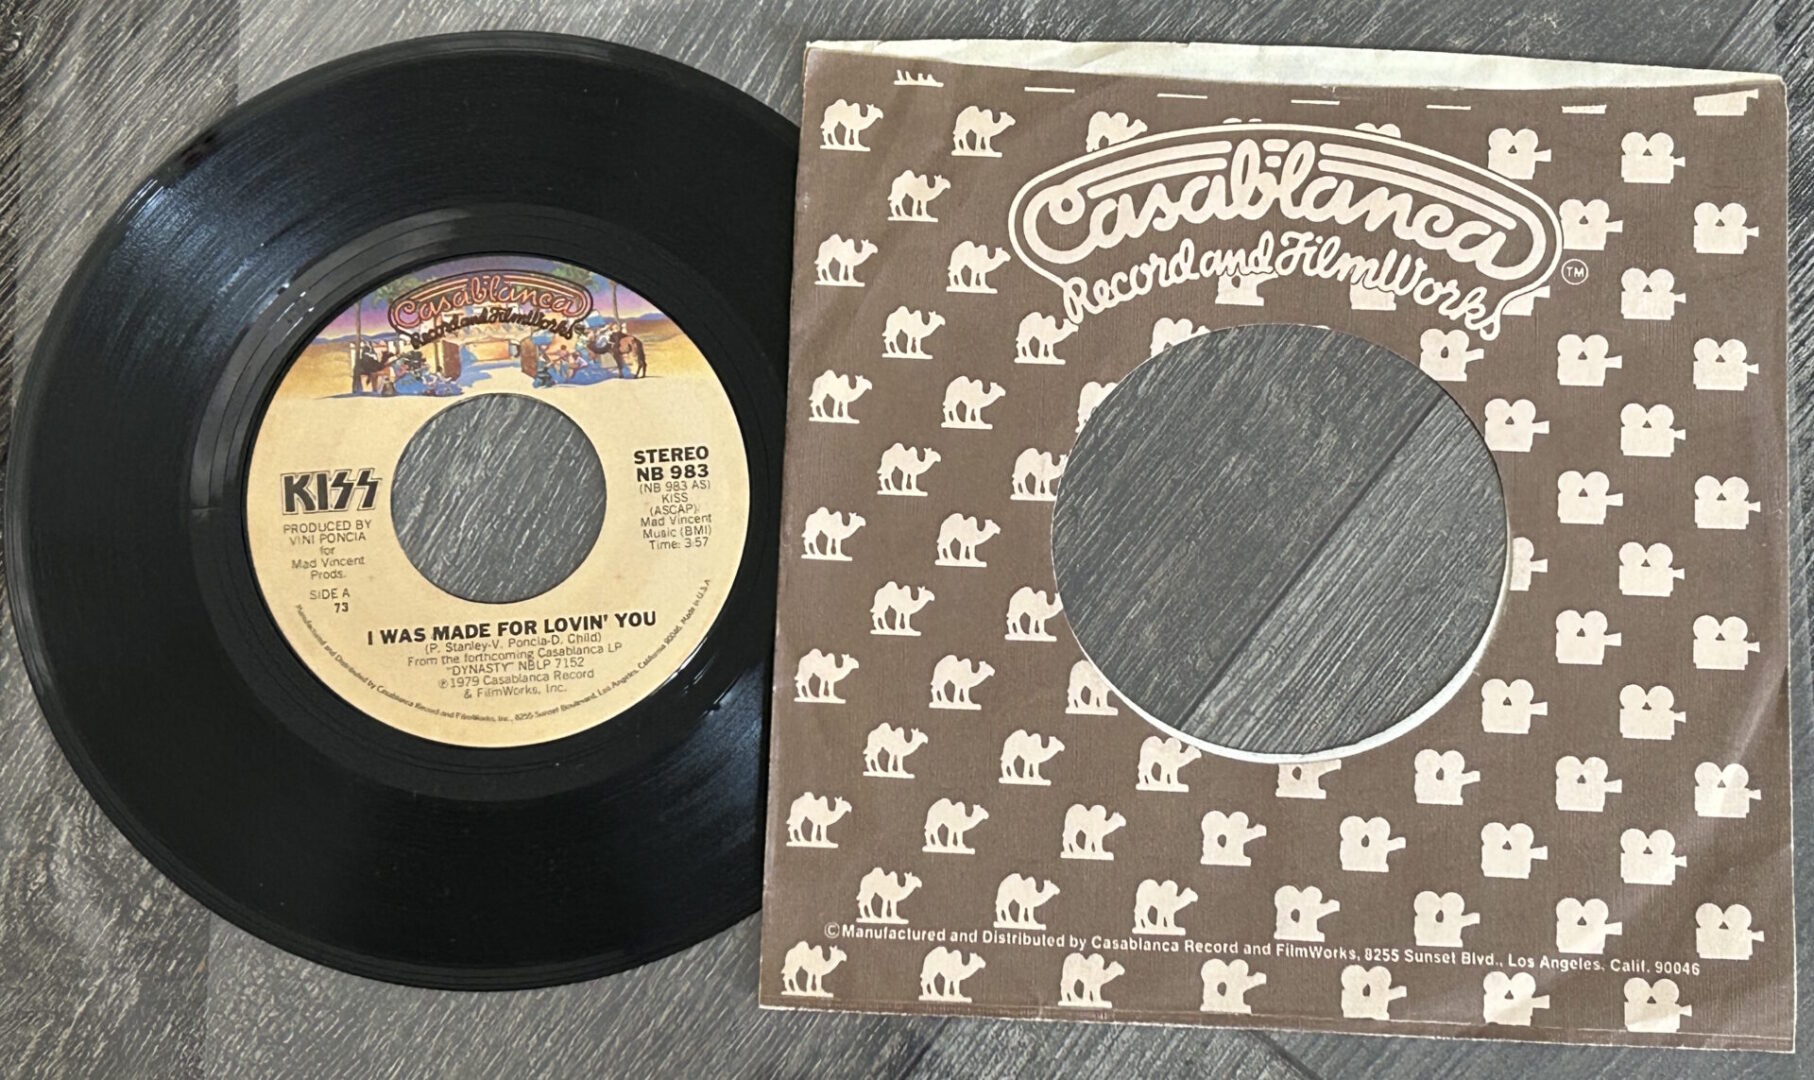 Casablanca
Record and FilmWorks
KISS
PRODUCED BY
VINI PONCIA
for
Mad Vincent
Prods.
SIDE A
73
STEREO
NB 983
(NB 983 AS)
KISS
(ASCAP)
Mad Vincent
Music (BMI)
Time: 3:57
I WAS MADE FOR LOVIN' YOU
(P. Stanley-V. Poncia-D. Child)
From the forthcoming Casablanca LP
"DYNASTY" NBLP 7152
℗1979 Casablanca Record
& FilmWorks, Inc.
Manufactured and Distributed by Casablanca Record and FilmWorks, Inc., 8255 Sunset Boulevard, Los Angeles, California 90046. Made in U.S.A.
Casablanca
Record and FilmWorks
TM
©Manufactured and Distributed by Casablanca Record and FilmWorks, 8255 Sunset Blvd., Los Angeles, Calif. 90046